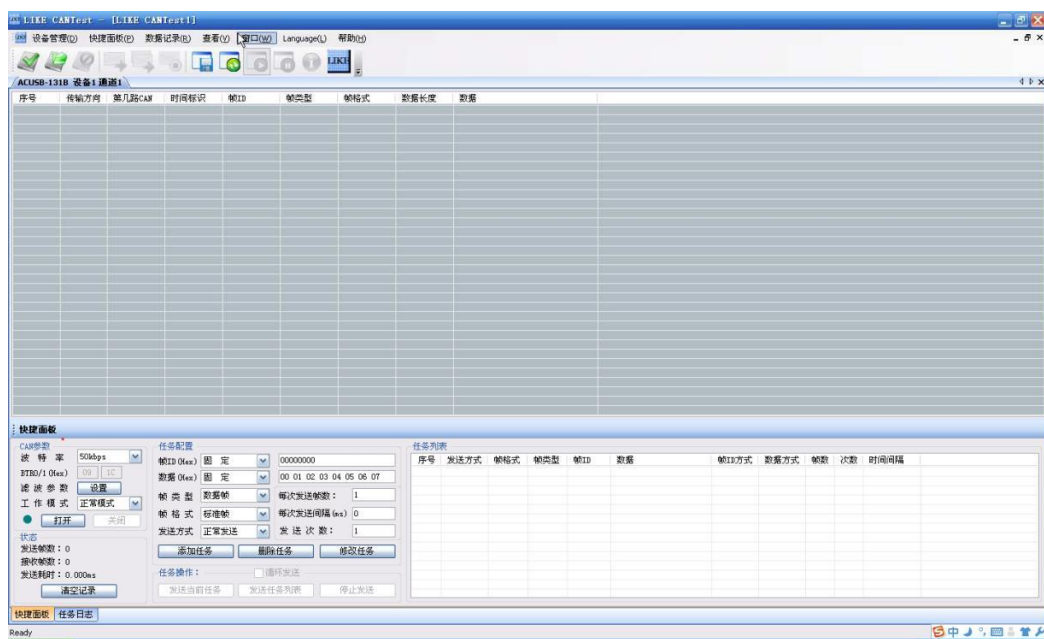 LIKE CANTest - [LIKE CANTest1]
设备管理(D) 快捷面板(P) 数据记录(R) 查看(V) 窗口(W) Language(L) 帮助(H)
LIKE
ACUSB-131B 设备1 通道1
序号 传输方向 第几路CAN 时间标识 帧ID 帧类型 帧格式 数据长度 数据
快捷面板
CAN参数
波特率 50kbps
BTR0/1(Hex) 09 1C
滤波参数 设置
工作模式 正常模式
打开 关闭
状态
发送帧数：0
接收帧数：0
发送耗时：0.000ms
清空记录
任务配置
帧ID(Hex) 固定 00000000
数据(Hex) 固定 00 01 02 03 04 05 06 07
帧类型 数据帧 每次发送帧数： 1
帧格式 标准帧 每次发送间隔(ms) 0
发送方式 正常发送 发送次数： 1
添加任务 删除任务 修改任务
任务操作： 循环发送
发送当前任务 发送任务列表 停止发送
任务列表
序号 发送方式 帧格式 帧类型 帧ID 数据 帧ID方式 数据方式 帧数 次数 时间间隔
快捷面板 任务日志
Ready
中